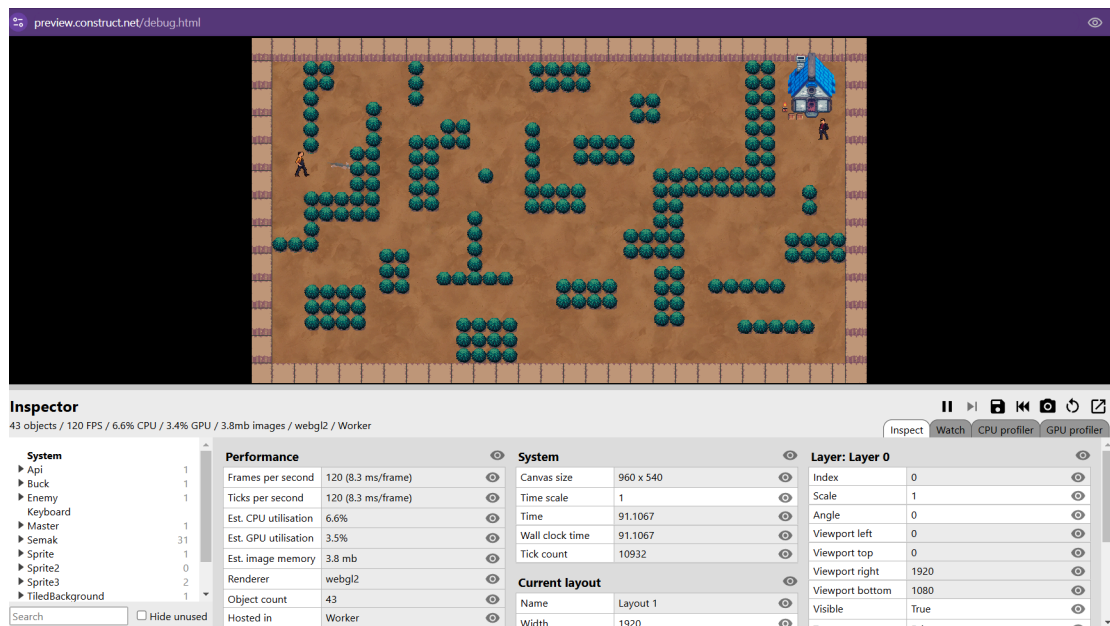 preview.construct.net/debug.html
Inspector
43 objects / 120 FPS / 6.6% CPU / 3.4% GPU / 3.8mb images / webgl2 / Worker
Inspect Watch CPU profiler GPU profiler
System
Api 1
Buck 1
Enemy 1
Keyboard
Master 1
Semak 31
Sprite 1
Sprite2 0
Sprite3 2
TiledBackground 1
Search Hide unused
Performance
Frames per second 120 (8.3 ms/frame)
Ticks per second 120 (8.3 ms/frame)
Est. CPU utilisation 6.6%
Est. GPU utilisation 3.5%
Est. image memory 3.8 mb
Renderer webgl2
Object count 43
Hosted in Worker
System
Canvas size 960 x 540
Time scale 1
Time 91.1067
Wall clock time 91.1067
Tick count 10932
Current layout
Name Layout 1
Width 1920
Layer: Layer 0
Index 0
Scale 1
Angle 0
Viewport left 0
Viewport top 0
Viewport right 1920
Viewport bottom 1080
Visible True